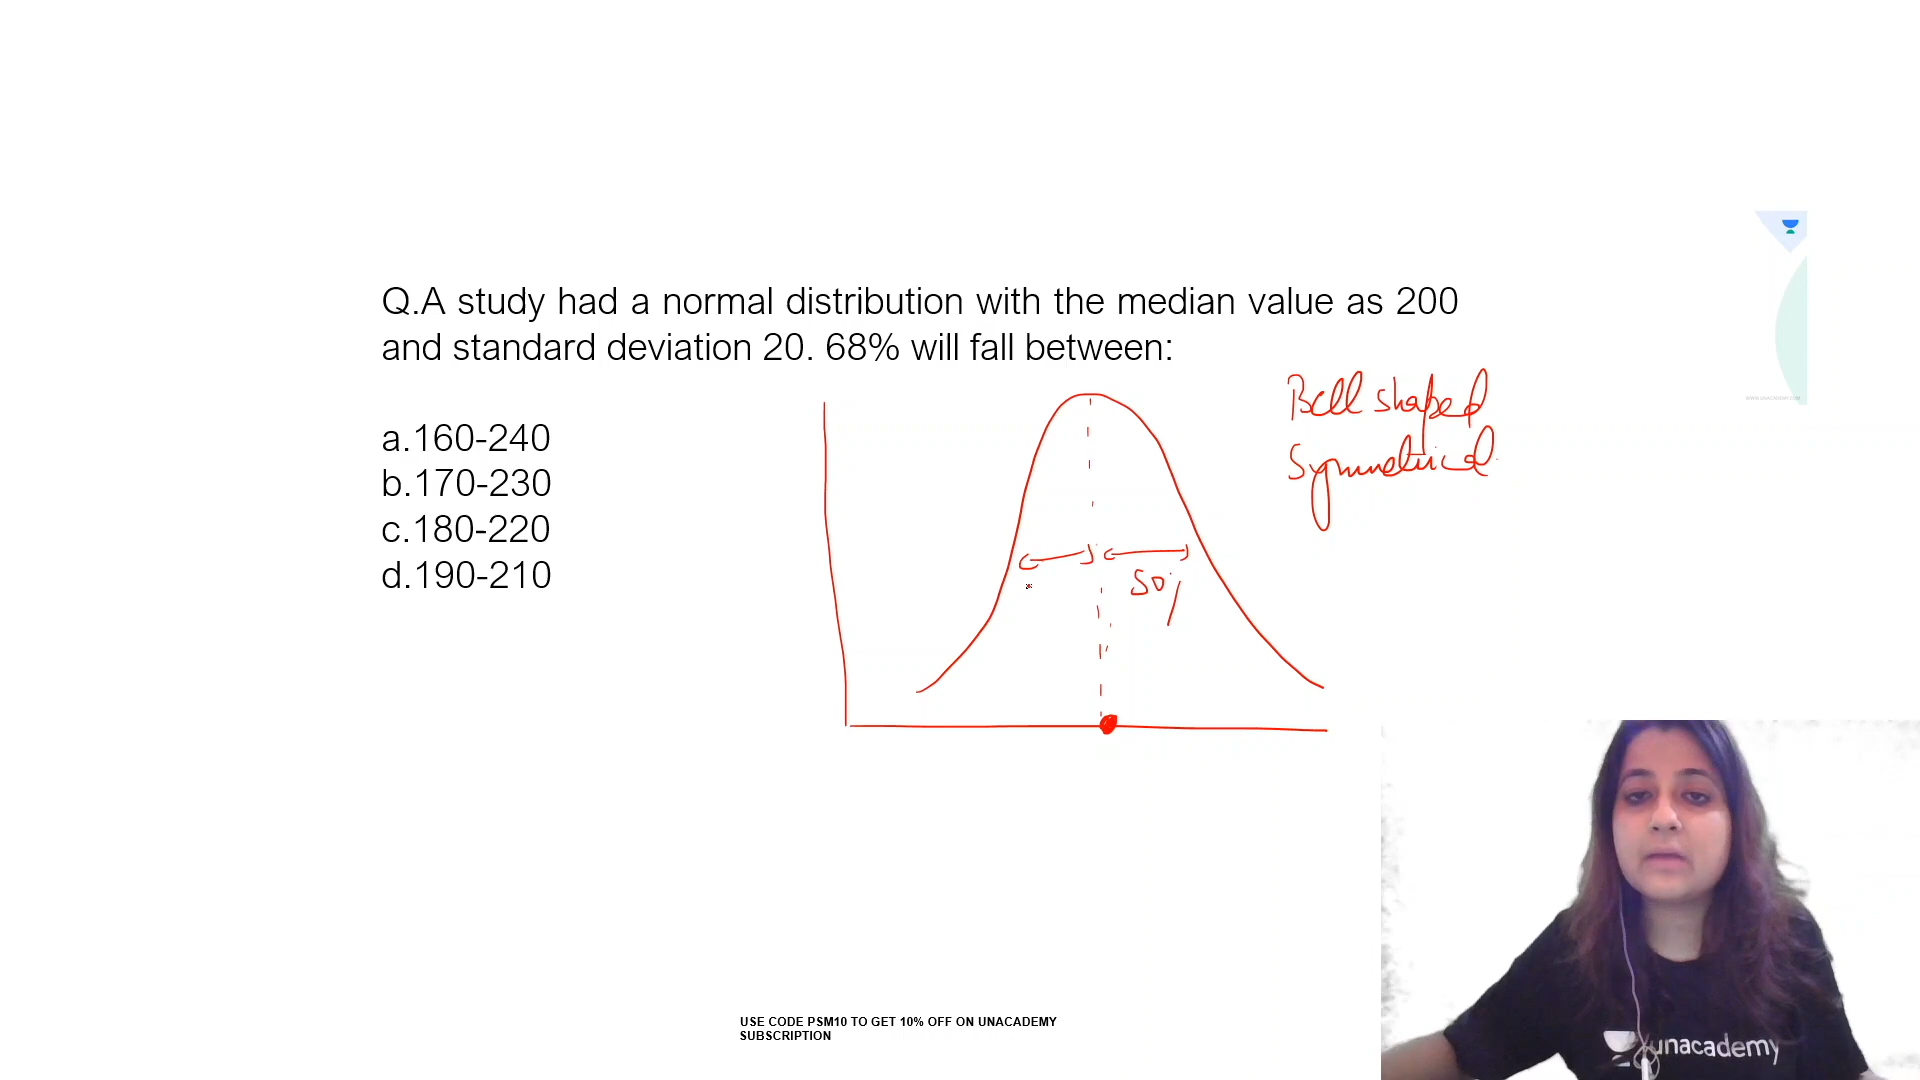 Q.A study had a normal distribution with the median value as 200
and standard deviation 20. 68% will fall between:
Bell shaped
Symmetrical
a.160-240
b.170-230
c.180-220
d.190-210
50%
USE CODE PSM10 TO GET 10% OFF ON UNACADEMY
SUBSCRIPTION
unacademy